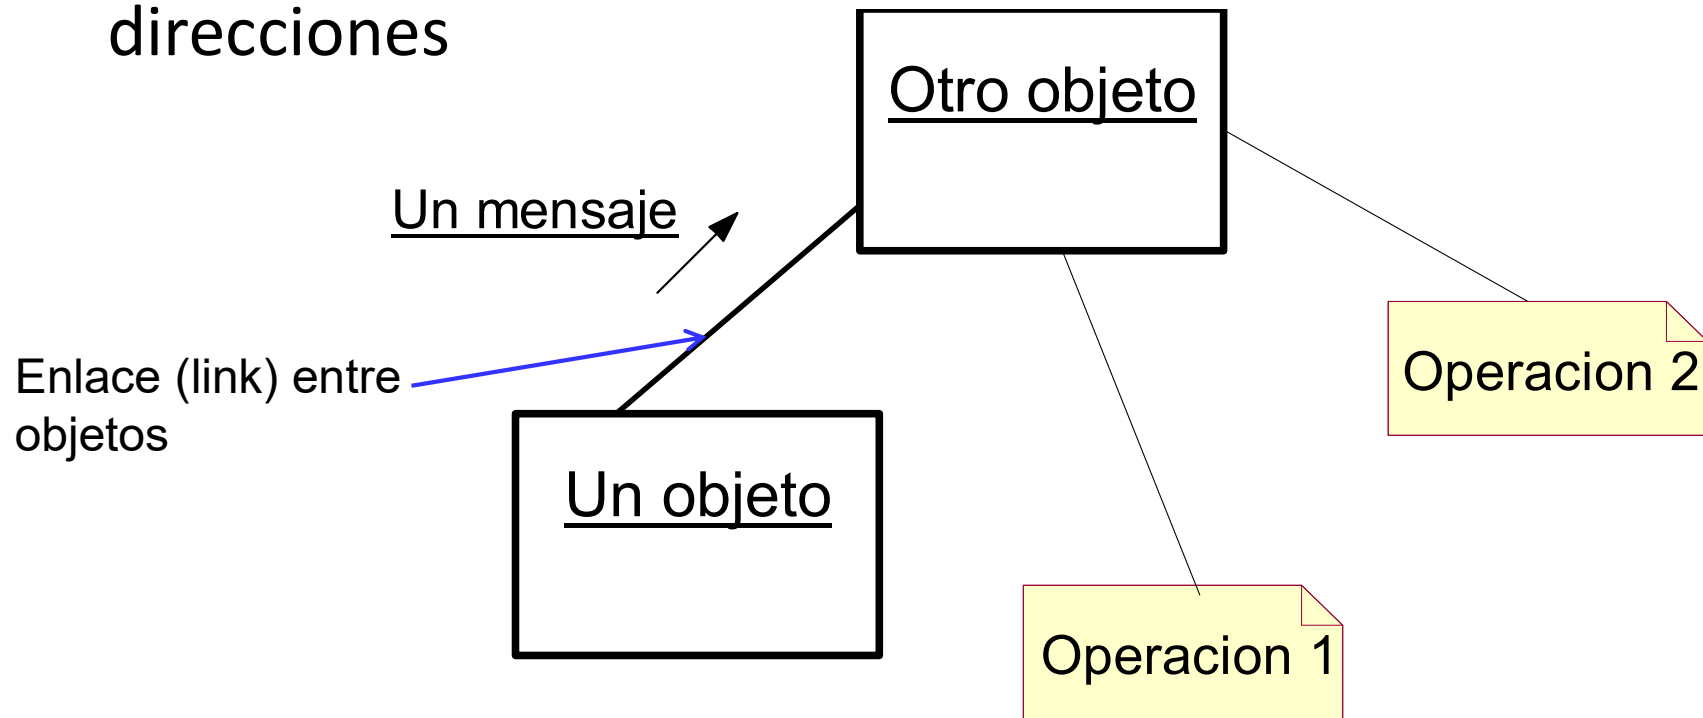 direcciones
Otro objeto
Un mensaje
Enlace (link) entre
objetos
Operacion 2
Un objeto
Operacion 1